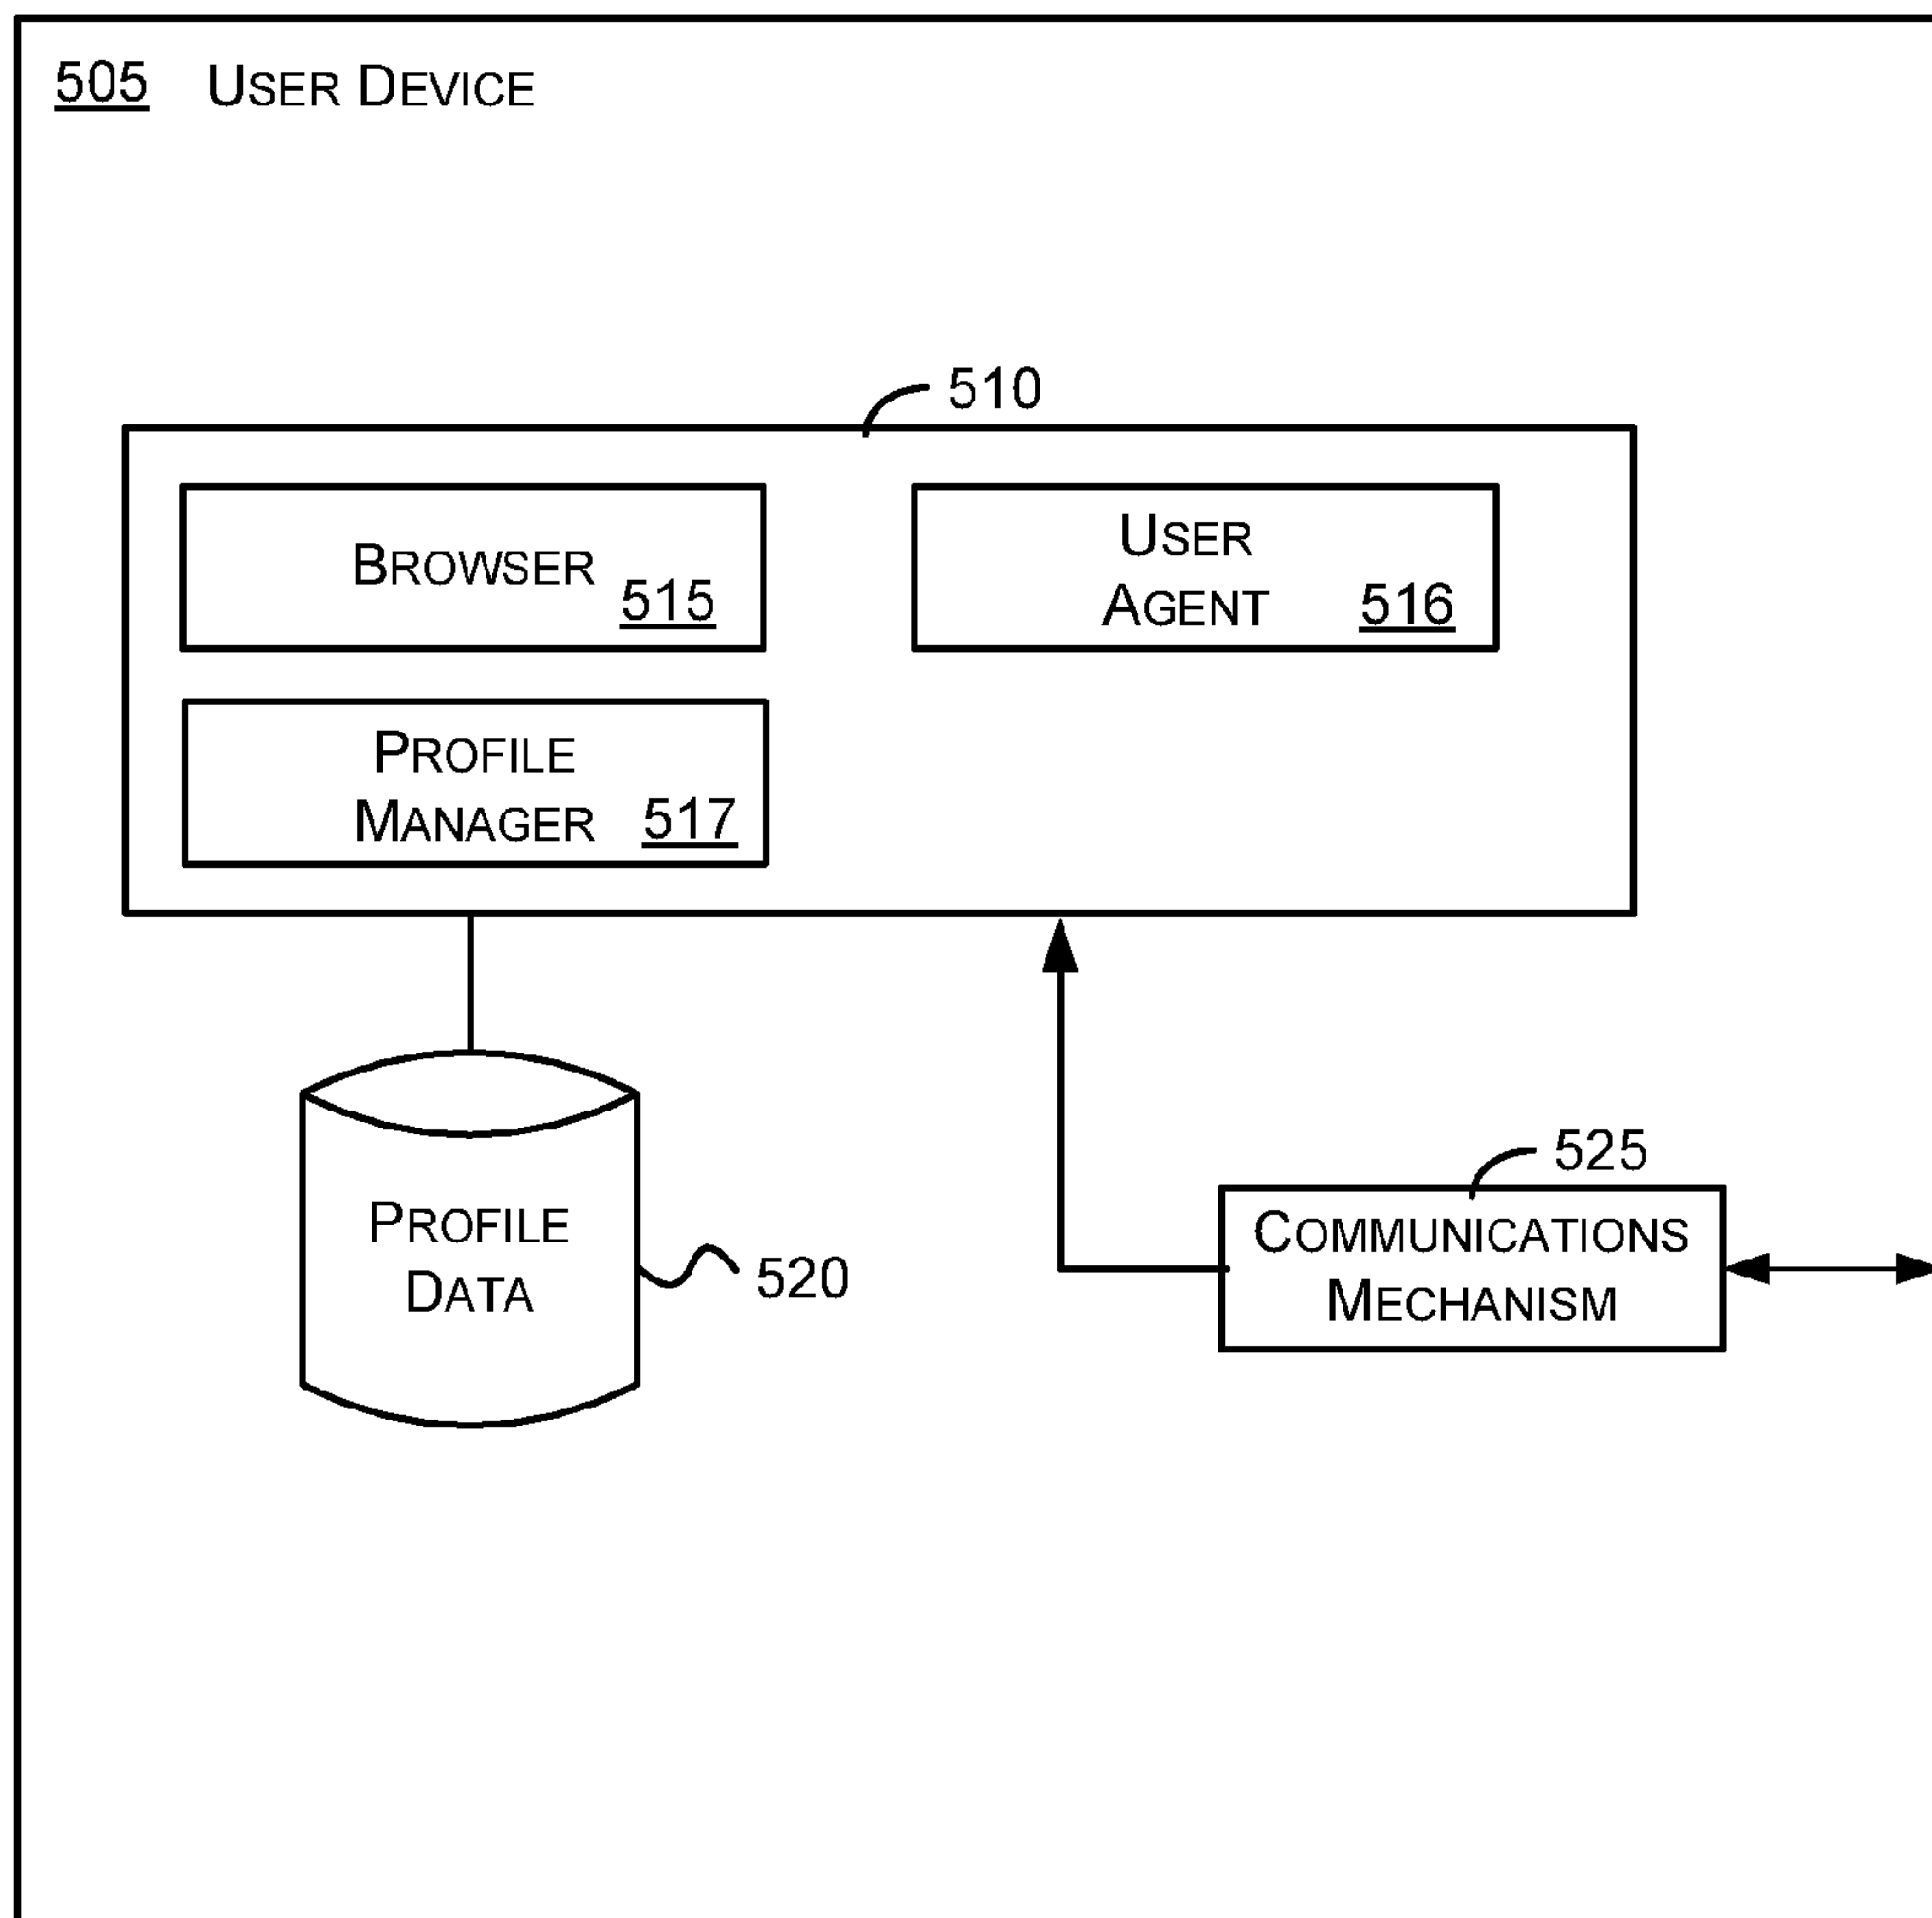 505 USER DEVICE
510
BROWSER
515
USER
AGENT 516
PROFILE
MANAGER 517
PROFILE
DATA
520
525
COMMUNICATIONS
MECHANISM